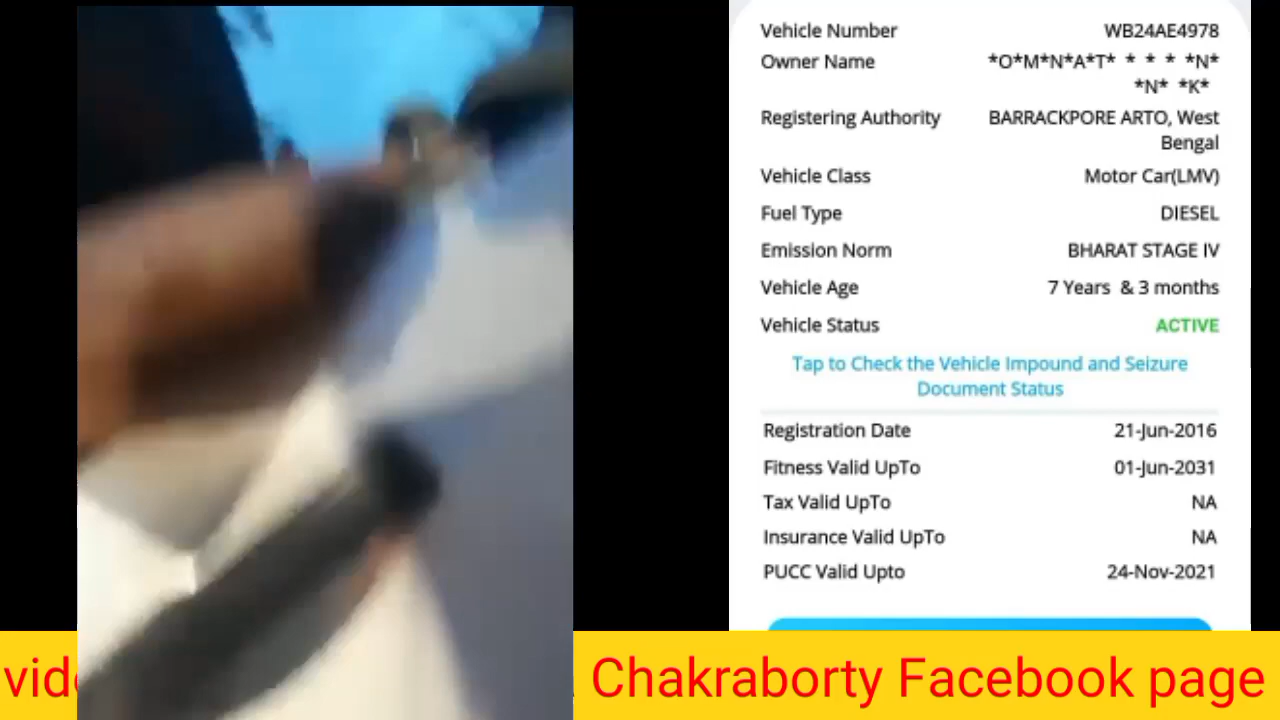 Vehicle Number WB24AE4978
Owner Name *O*M*N*A*T* * * * *N*
*N* *K*
Registering Authority BARRACKPORE ARTO, West
Bengal
Vehicle Class Motor Car(LMV)
Fuel Type DIESEL
Emission Norm BHARAT STAGE IV
Vehicle Age 7 Years & 3 months
Vehicle Status ACTIVE
Tap to Check the Vehicle Impound and Seizure
Document Status
Registration Date 21-Jun-2016
Fitness Valid UpTo 01-Jun-2031
Tax Valid UpTo NA
Insurance Valid UpTo NA
PUCC Valid Upto 24-Nov-2021
Chakraborty Facebook page